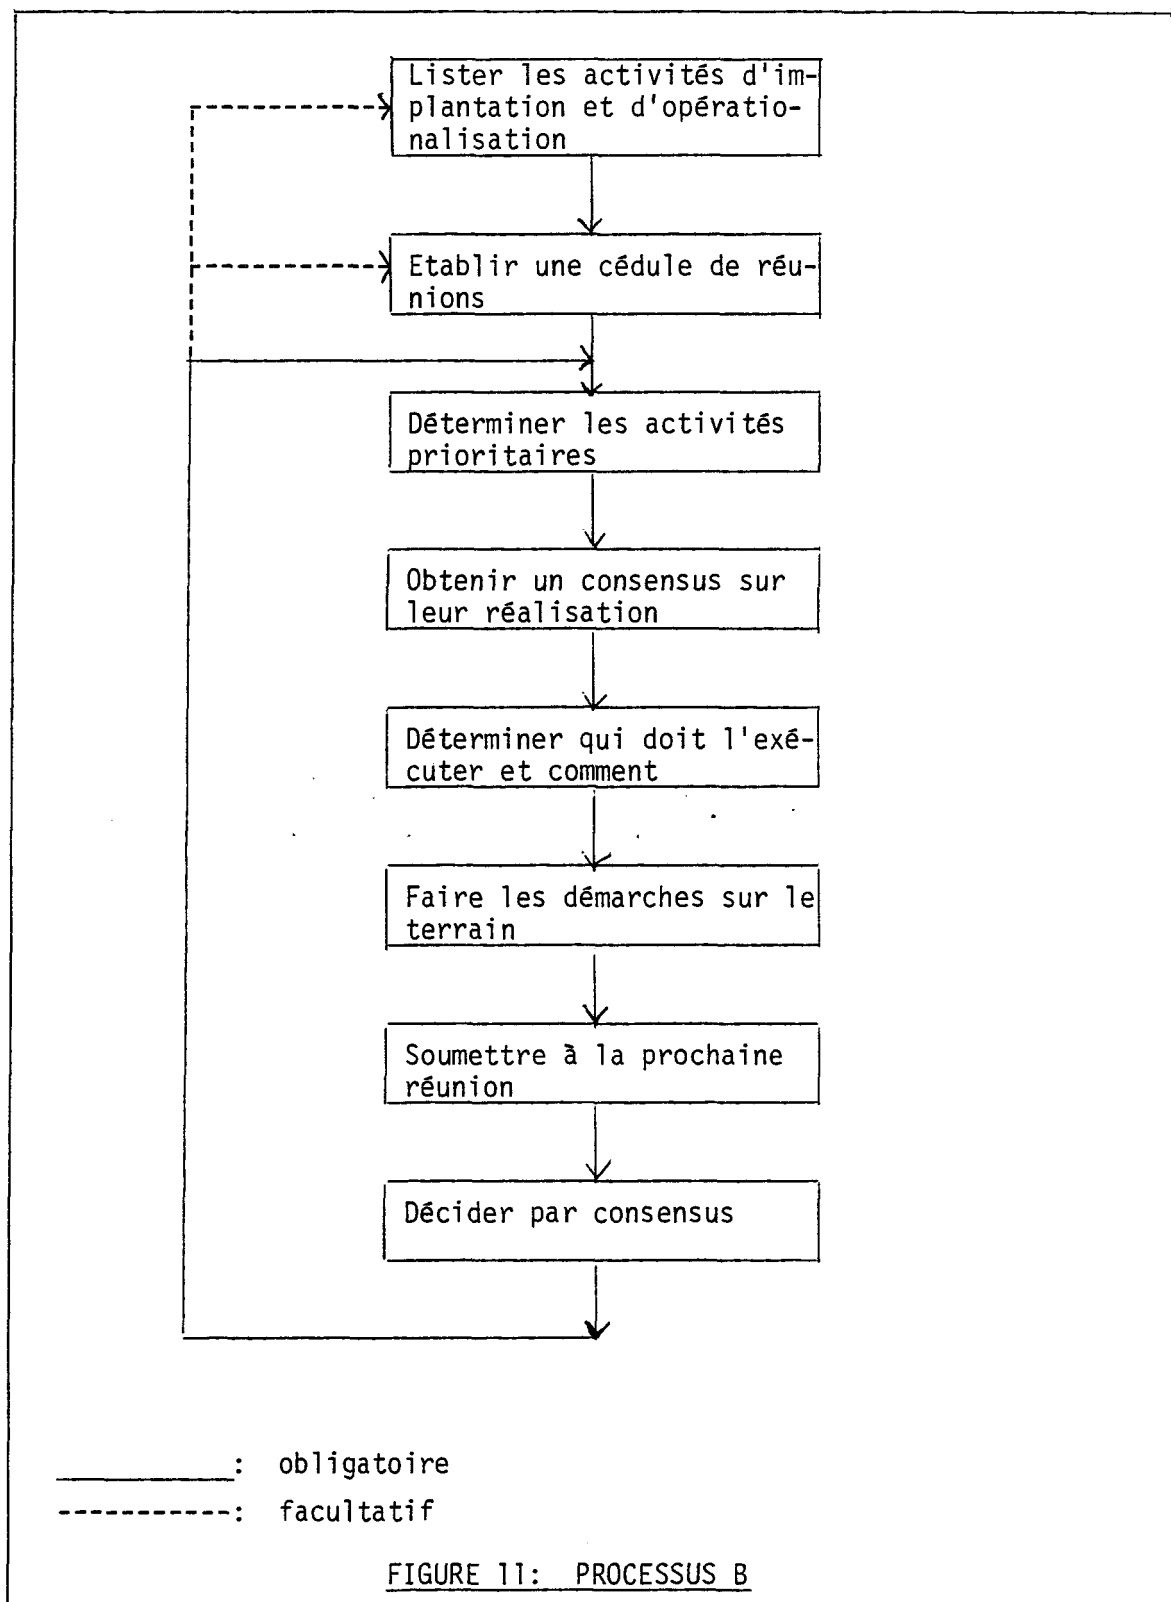 Lister les activités d'im-
plantation et d'opératio-
nalisation
Etablir une cédule de réu-
nions
Déterminer les activités
prioritaires
Obtenir un consensus sur
leur réalisation
Déterminer qui doit l'exé-
cuter et comment
Faire les démarches sur le
terrain
Soumettre à la prochaine
réunion
Décider par consensus
: obligatoire
: facultatif
FIGURE 11: PROCESSUS B